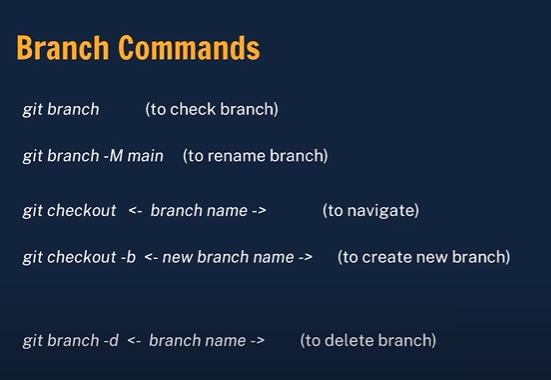 Branch Commands
git branch (to check branch)
git branch -M main (to rename branch)
git checkout <- branch name -> (to navigate)
git checkout -b <- new branch name -> (to create new branch)
git branch -d <- branch name -> (to delete branch)